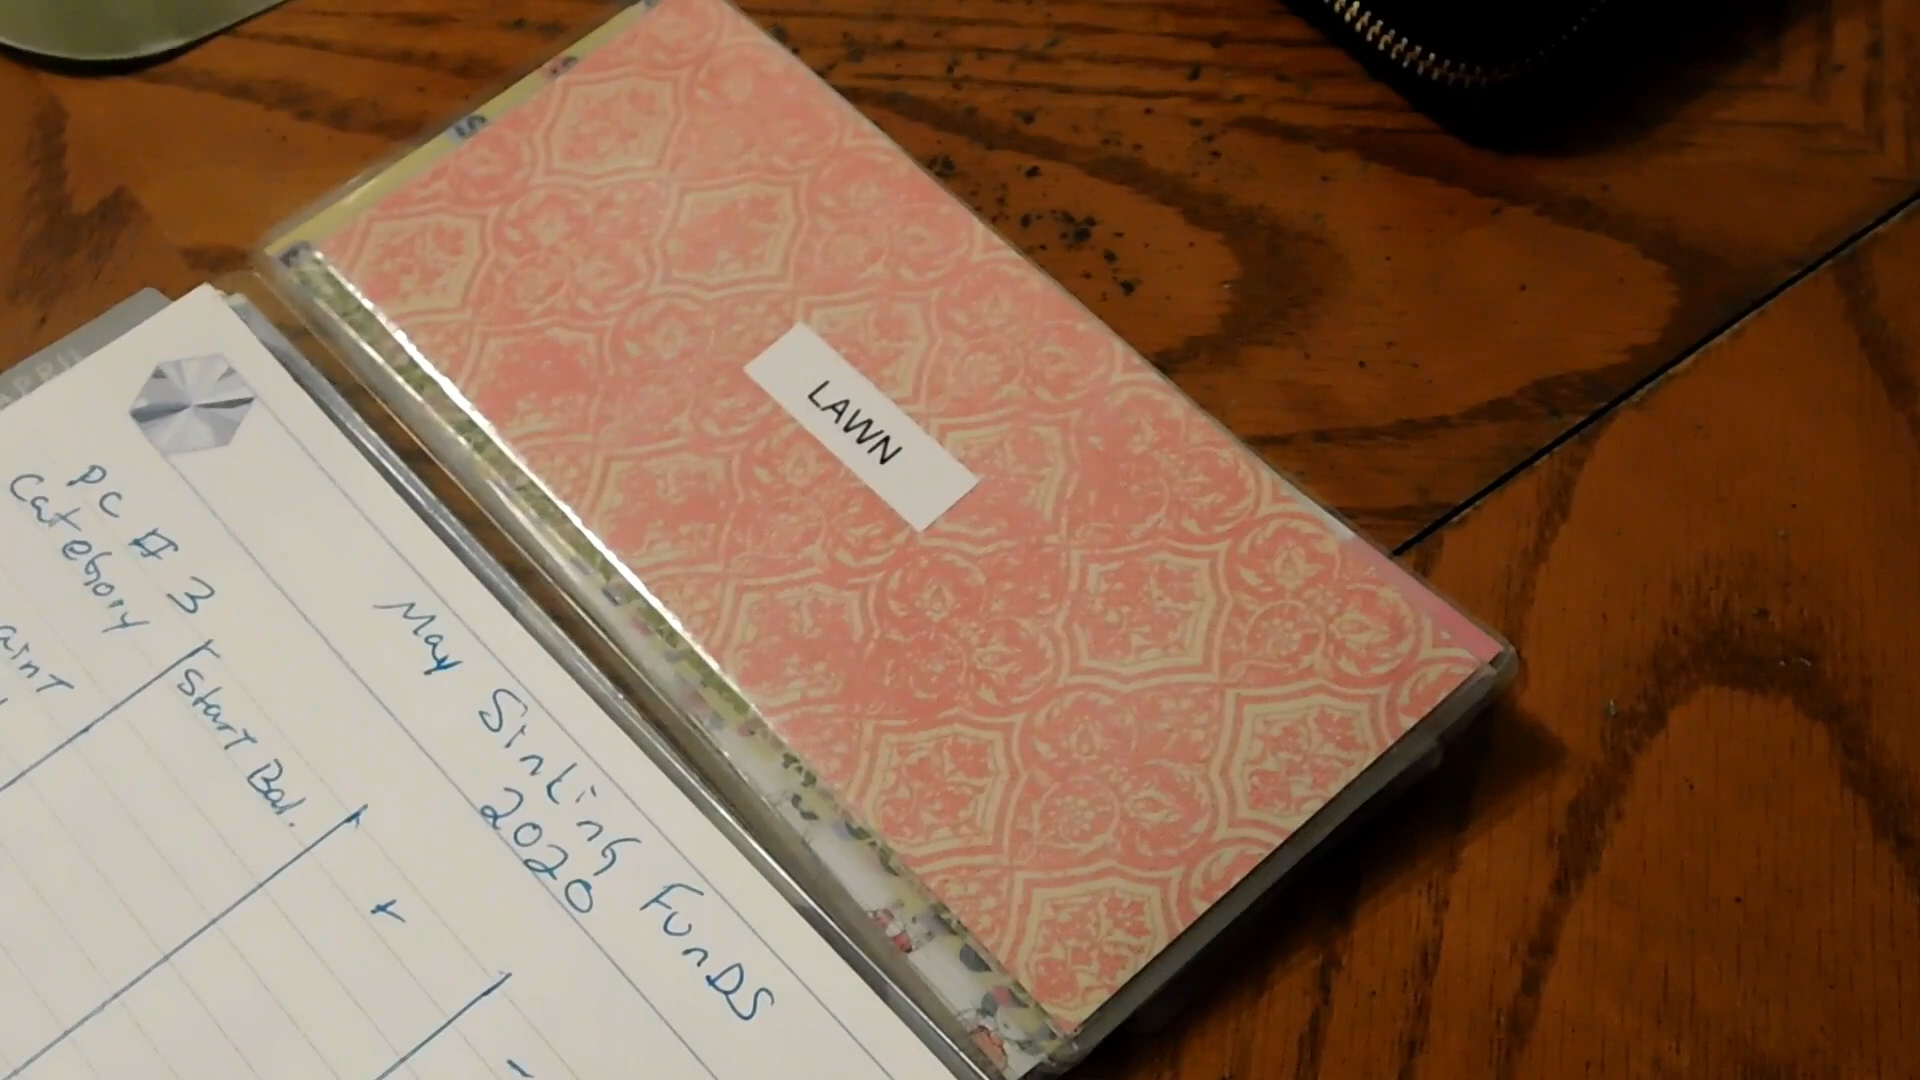 LAWN
May Sinking Funds
2020
PC # 3
Category
Start Bal.
+
-